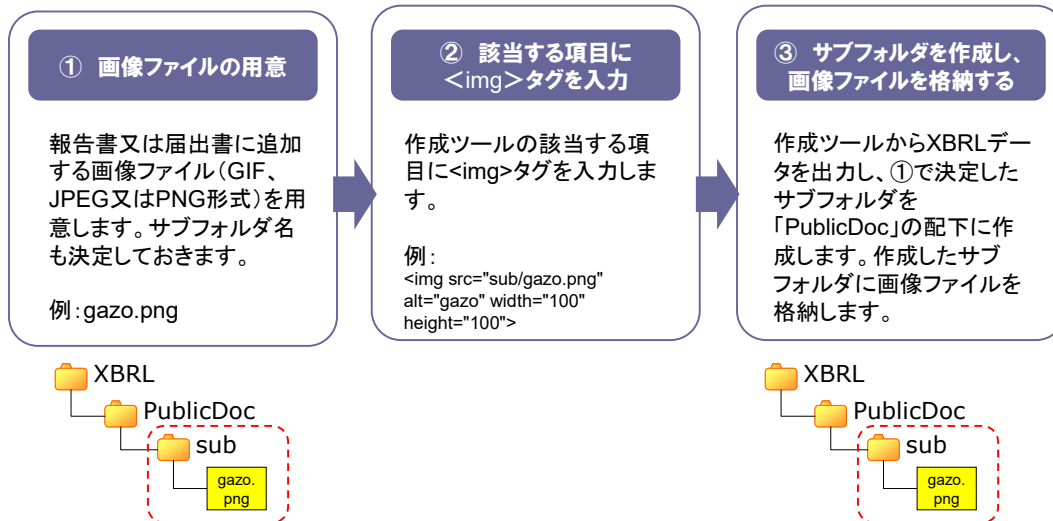 ① 画像ファイルの用意
報告書又は届出書に追加
する画像ファイル(GIF、
JPEG又はPNG形式)を用
意します。サブフォルダ名
も決定しておきます。
例:gazo.png
② 該当する項目に
<img>タグを入力
作成ツールの該当する項
目に<img>タグを入力しま
す。
例:
<img src="sub/gazo.png"
alt="gazo" width="100"
height="100">
③ サブフォルダを作成し、
画像ファイルを格納する
作成ツールからXBRLデー
タを出力し、①で決定した
サブフォルダを
「PublicDoc」の配下に作
成します。作成したサブ
フォルダに画像ファイルを
格納します。
XBRL
PublicDoc
sub
gazo.
png
XBRL
PublicDoc
sub
gazo.
png